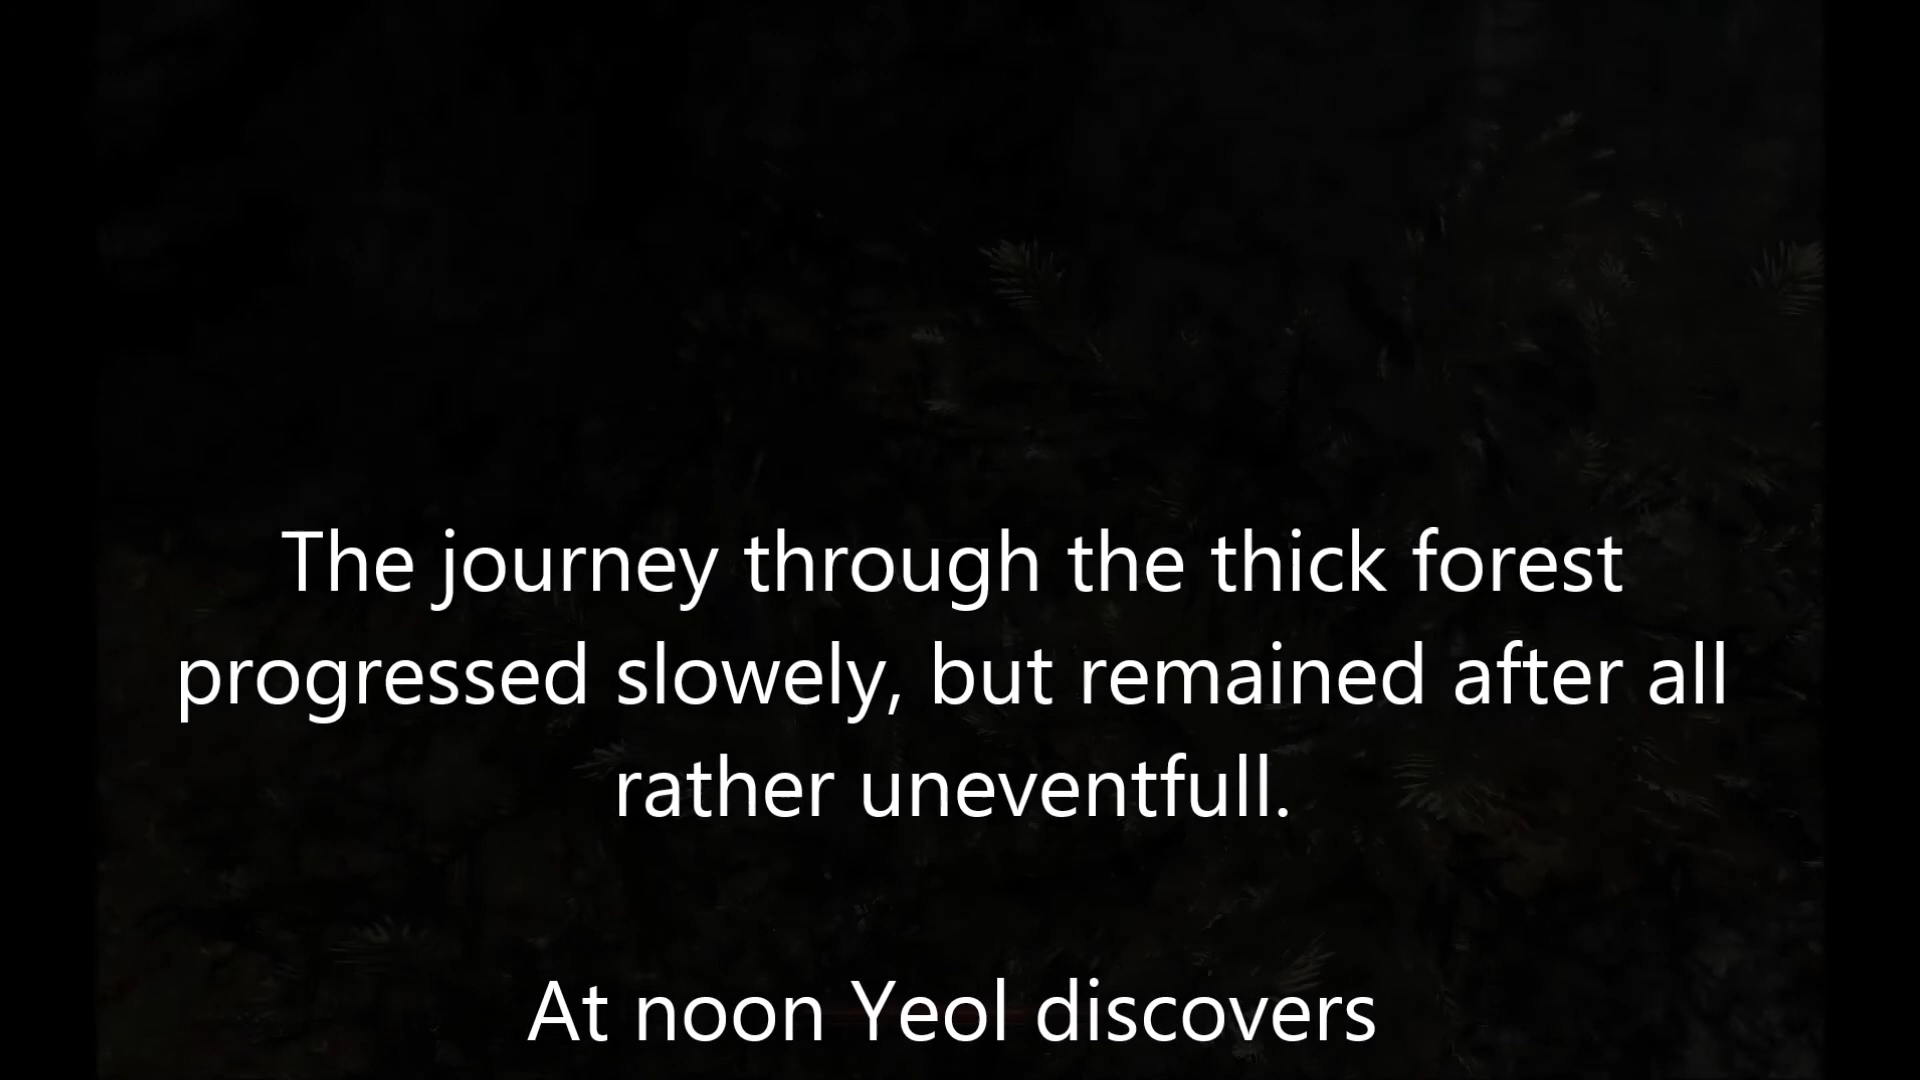 The journey through the thick forest
progressed slowely, but remained after all
rather uneventfull.
At noon Yeol discovers